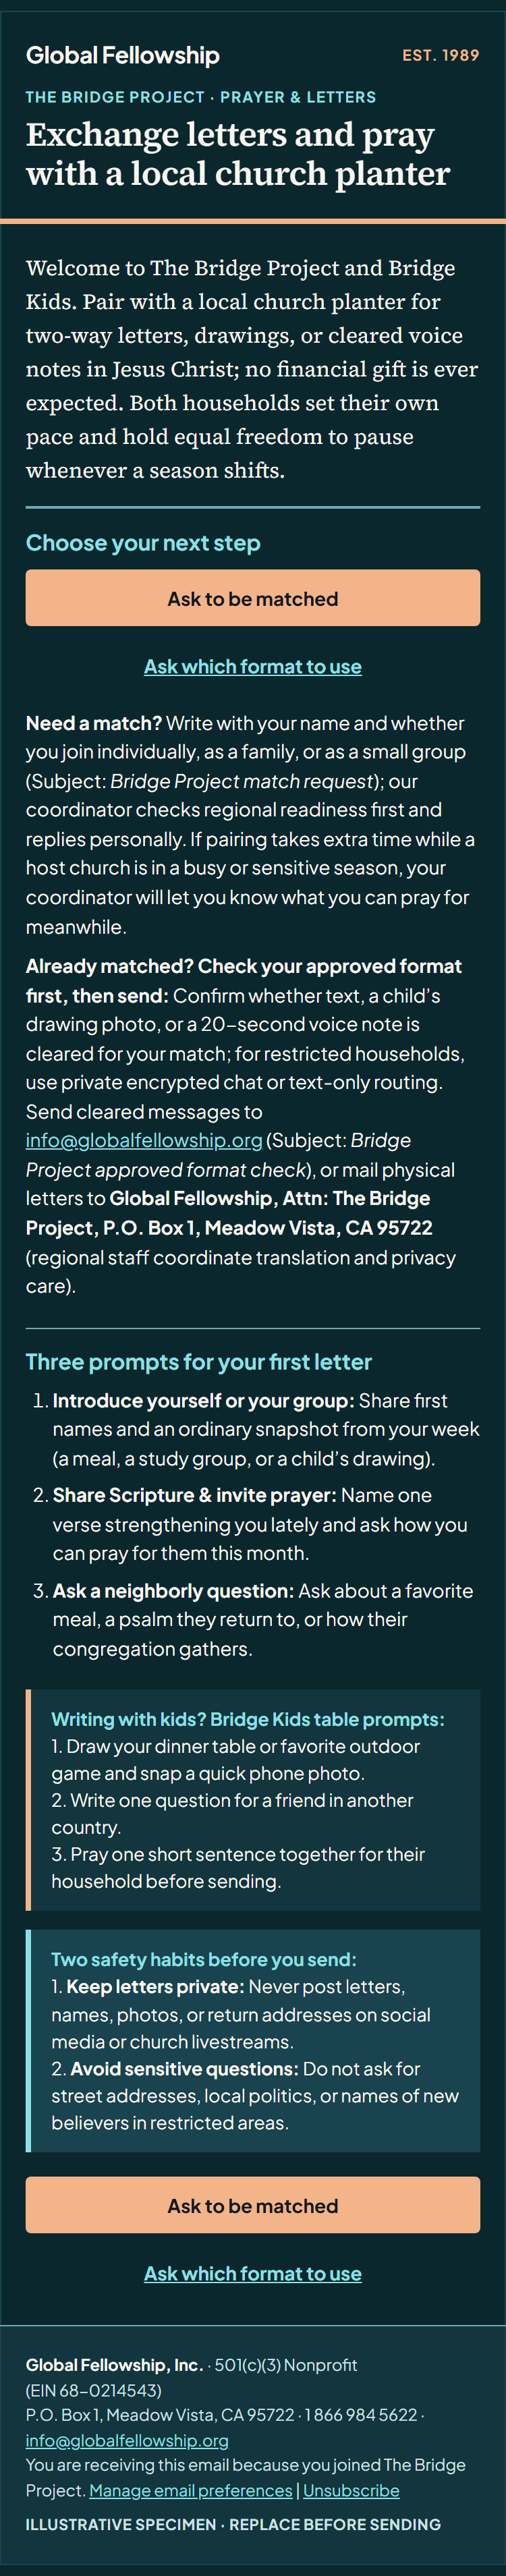 Global Fellowship
EST. 1989
THE BRIDGE PROJECT · PRAYER & LETTERS
Exchange letters and pray
with a local church planter
Welcome to The Bridge Project and Bridge
Kids. Pair with a local church planter for
two-way letters, drawings, or cleared voice
notes in Jesus Christ; no financial gift is ever
expected. Both households set their own
pace and hold equal freedom to pause
whenever a season shifts.
Choose your next step
Ask to be matched
Ask which format to use
Need a match? Write with your name and whether
you join individually, as a family, or as a small group
(Subject: Bridge Project match request); our
coordinator checks regional readiness first and
replies personally. If pairing takes extra time while a
host church is in a busy or sensitive season, your
coordinator will let you know what you can pray for
meanwhile.
Already matched? Check your approved format
first, then send: Confirm whether text, a child’s
drawing photo, or a 20–second voice note is
cleared for your match; for restricted households,
use private encrypted chat or text-only routing.
Send cleared messages to
info@globalfellowship.org (Subject: Bridge
Project approved format check), or mail physical
letters to Global Fellowship, Attn: The Bridge
Project, P.O. Box 1, Meadow Vista, CA 95722
(regional staff coordinate translation and privacy
care).
Three prompts for your first letter
1. Introduce yourself or your group: Share first
names and an ordinary snapshot from your week
(a meal, a study group, or a child’s drawing).
2. Share Scripture & invite prayer: Name one
verse strengthening you lately and ask how you
can pray for them this month.
3. Ask a neighborly question: Ask about a favorite
meal, a psalm they return to, or how their
congregation gathers.
Writing with kids? Bridge Kids table prompts:
1. Draw your dinner table or favorite outdoor
game and snap a quick phone photo.
2. Write one question for a friend in another
country.
3. Pray one short sentence together for their
household before sending.
Two safety habits before you send:
1. Keep letters private: Never post letters,
names, photos, or return addresses on social
media or church livestreams.
2. Avoid sensitive questions: Do not ask for
street addresses, local politics, or names of new
believers in restricted areas.
Ask to be matched
Ask which format to use
Global Fellowship, Inc. · 501(c)(3) Nonprofit
(EIN 68–0214543)
P.O. Box 1, Meadow Vista, CA 95722 · 1 866 984 5622 ·
info@globalfellowship.org
You are receiving this email because you joined The Bridge
Project. Manage email preferences | Unsubscribe
ILLUSTRATIVE SPECIMEN · REPLACE BEFORE SENDING